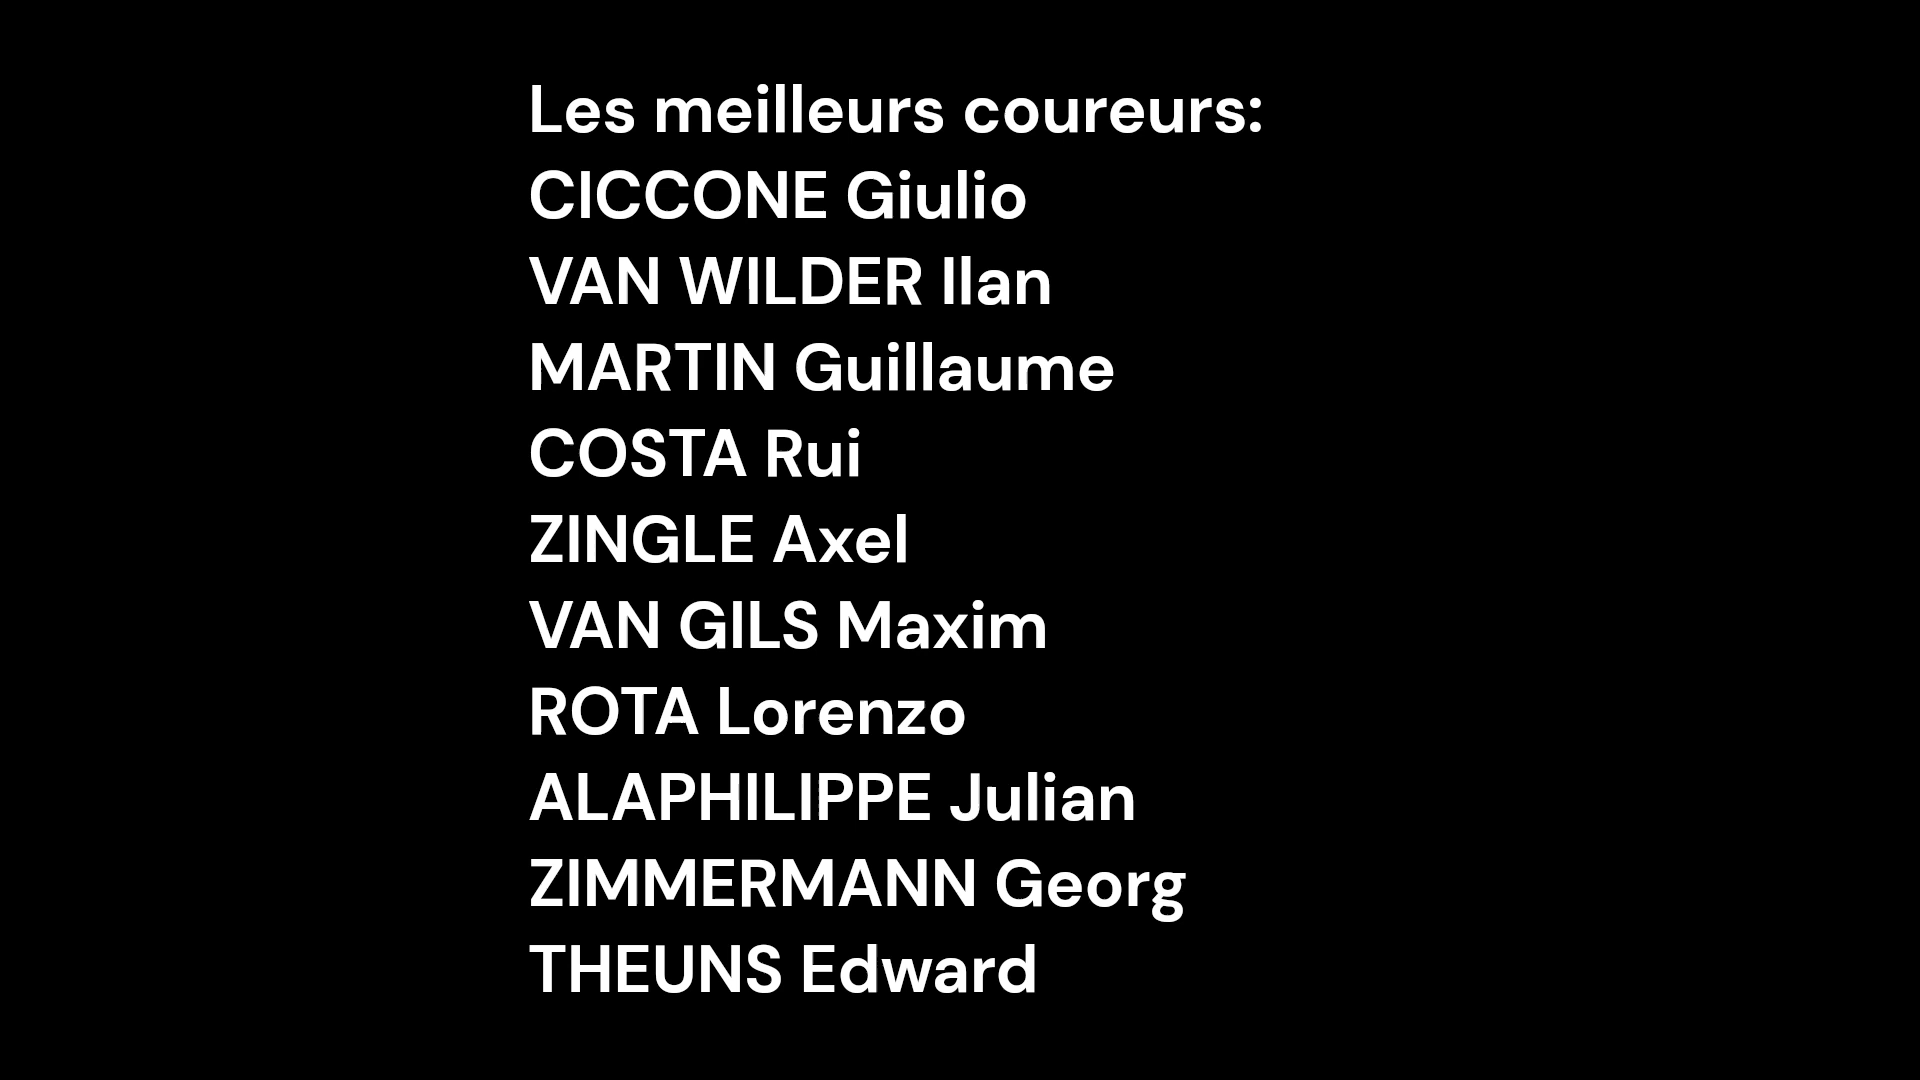 Les meilleurs coureurs:
CICCONE Giulio
VAN WILDER Ilan
MARTIN Guillaume
COSTA Rui
ZINGLE Axel
VAN GILS Maxim
ROTA Lorenzo
ALAPHILIPPE Julian
ZIMMERMANN Georg
THEUNS Edward